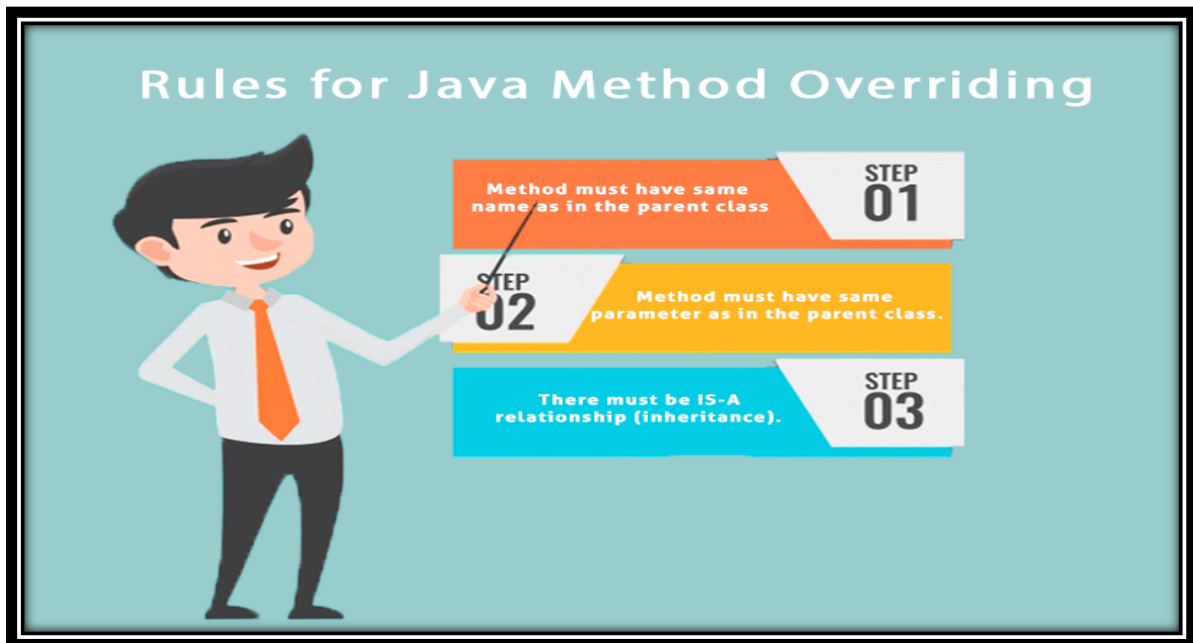 Rules for Java Method Overriding
Method must have same
name as in the parent class
STEP
01
STEP
02
Method must have same
parameter as in the parent class.
There must be IS-A
relationship (inheritance).
STEP
03